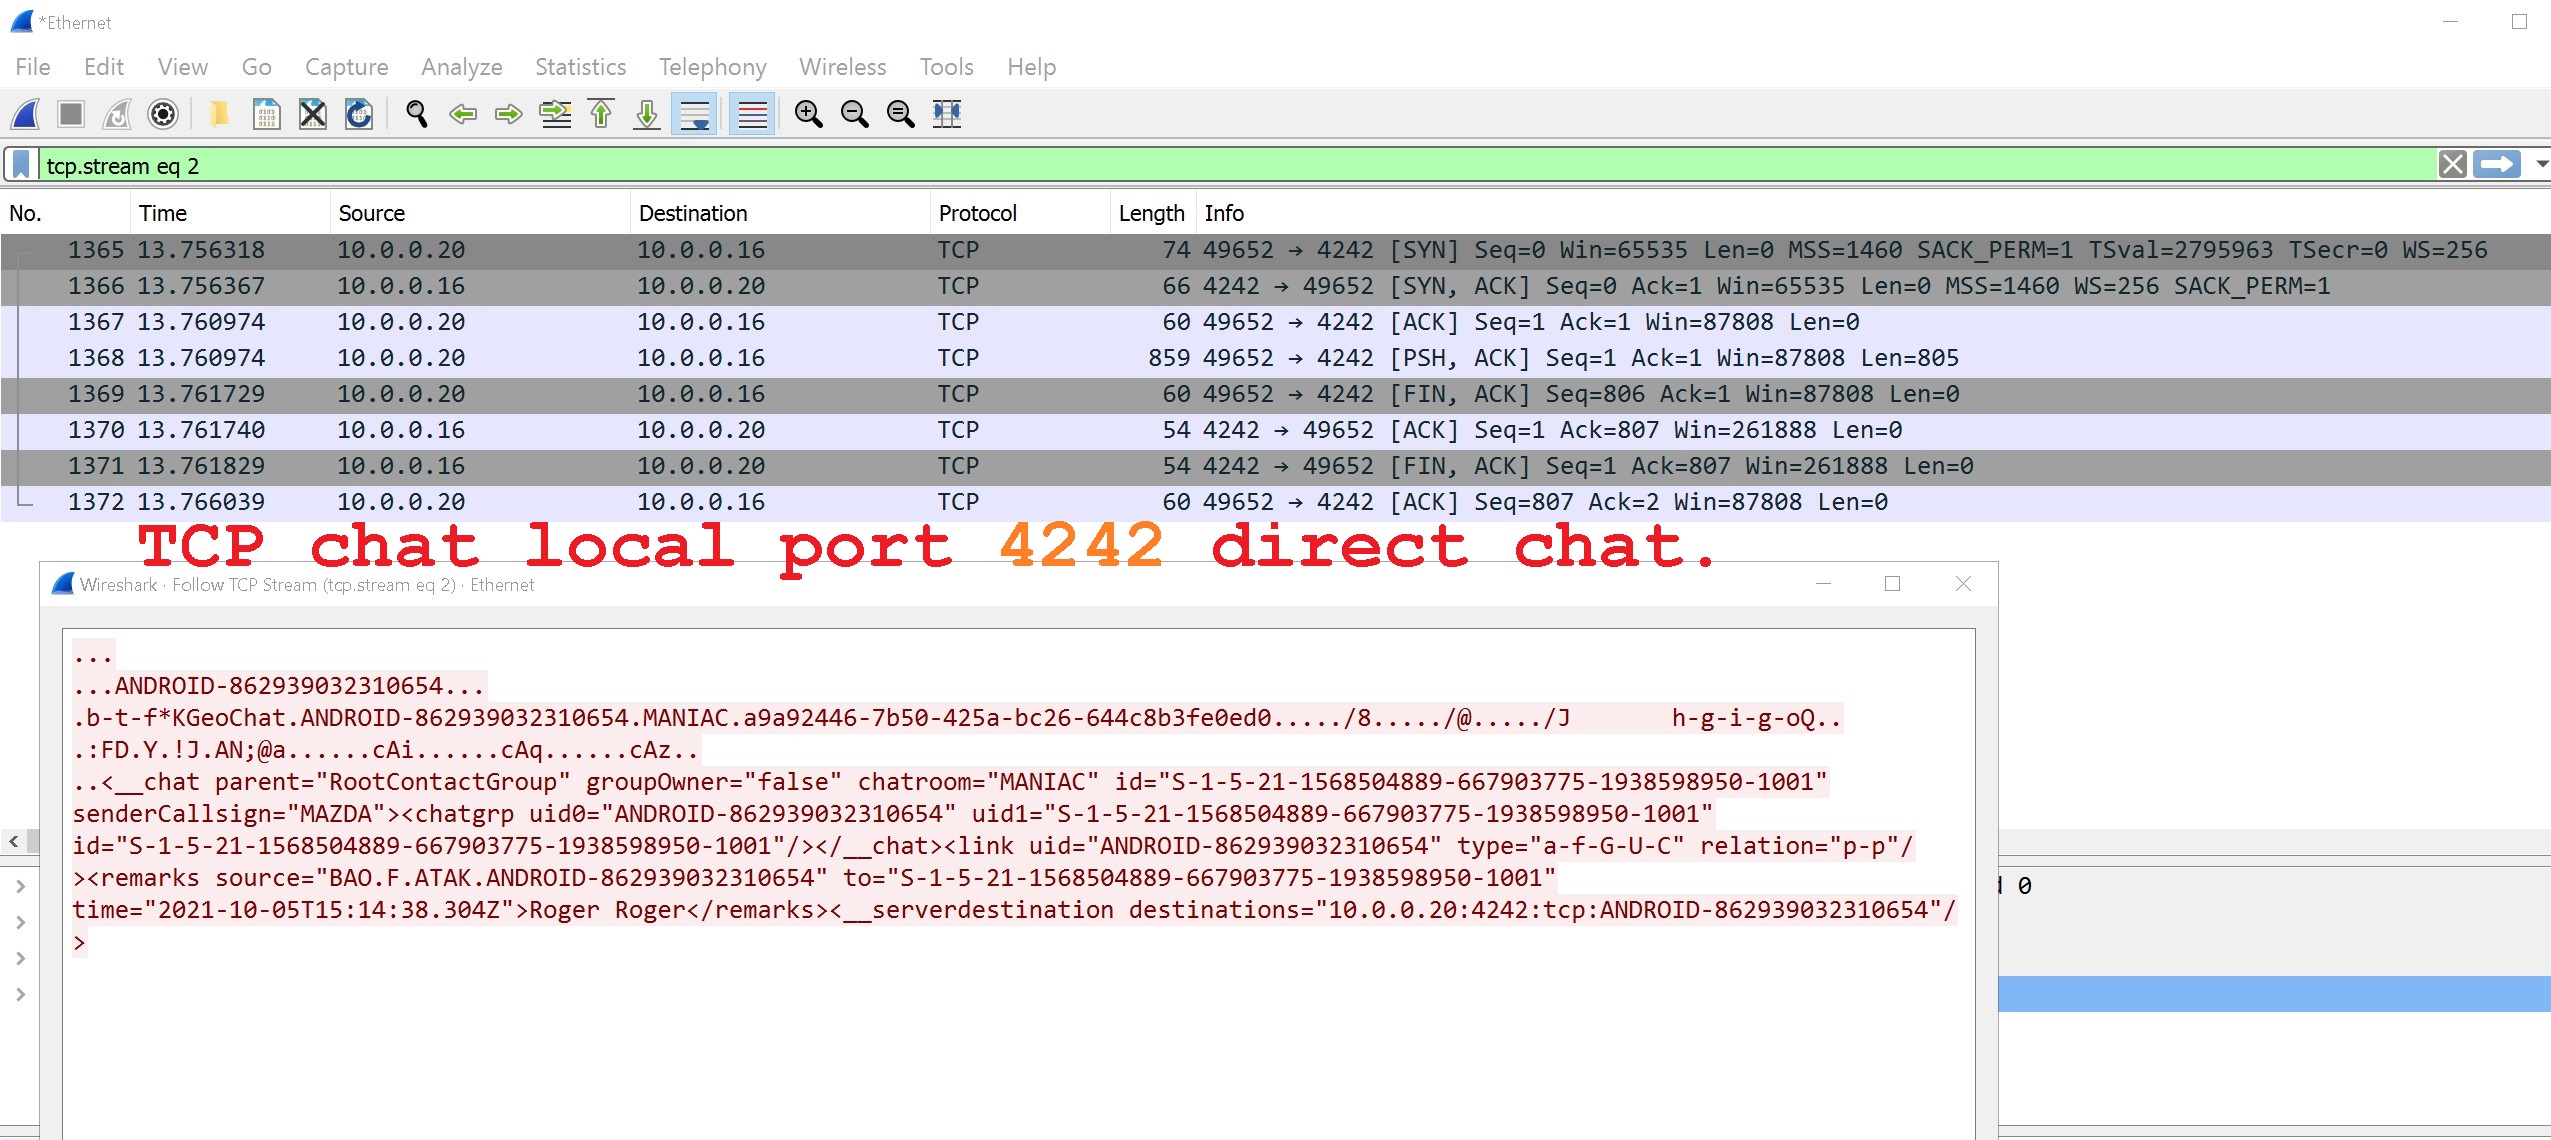 *Ethernet
File Edit View Go Capture Analyze Statistics Telephony Wireless Tools Help
tcp.stream eq 2
No. Time Source Destination Protocol Length Info
1365 13.756318 10.0.0.20 10.0.0.16 TCP 74 49652 → 4242 [SYN] Seq=0 Win=65535 Len=0 MSS=1460 SACK_PERM=1 TSval=2795963 TSecr=0 WS=256
1366 13.756367 10.0.0.16 10.0.0.20 TCP 66 4242 → 49652 [SYN, ACK] Seq=0 Ack=1 Win=65535 Len=0 MSS=1460 WS=256 SACK_PERM=1
1367 13.760974 10.0.0.20 10.0.0.16 TCP 60 49652 → 4242 [ACK] Seq=1 Ack=1 Win=87808 Len=0
1368 13.760974 10.0.0.20 10.0.0.16 TCP 859 49652 → 4242 [PSH, ACK] Seq=1 Ack=1 Win=87808 Len=805
1369 13.761729 10.0.0.20 10.0.0.16 TCP 60 49652 → 4242 [FIN, ACK] Seq=806 Ack=1 Win=87808 Len=0
1370 13.761740 10.0.0.16 10.0.0.20 TCP 54 4242 → 49652 [ACK] Seq=1 Ack=807 Win=261888 Len=0
1371 13.761829 10.0.0.16 10.0.0.20 TCP 54 4242 → 49652 [FIN, ACK] Seq=1 Ack=807 Win=261888 Len=0
1372 13.766039 10.0.0.20 10.0.0.16 TCP 60 49652 → 4242 [ACK] Seq=807 Ack=2 Win=87808 Len=0
TCP chat local port 4242 direct chat.
Wireshark · Follow TCP Stream (tcp.stream eq 2) · Ethernet
...
...ANDROID-862939032310654...
.b-t-f*KGeoChat.ANDROID-862939032310654.MANIAC.a9a92446-7b50-425a-bc26-644c8b3fe0ed0...../8...../@...../J h-g-i-g-oQ..
.:FD.Y.!J.AN;@a......cAi......cAq......cAz..
..<__chat parent="RootContactGroup" groupOwner="false" chatroom="MANIAC" id="S-1-5-21-1568504889-667903775-1938598950-1001"
senderCallsign="MAZDA"><chatgrp uid0="ANDROID-862939032310654" uid1="S-1-5-21-1568504889-667903775-1938598950-1001"
id="S-1-5-21-1568504889-667903775-1938598950-1001"/></__chat><link uid="ANDROID-862939032310654" type="a-f-G-U-C" relation="p-p"/
><remarks source="BAO.F.ATAK.ANDROID-862939032310654" to="S-1-5-21-1568504889-667903775-1938598950-1001"
time="2021-10-05T15:14:38.304Z">Roger Roger</remarks><__serverdestination destinations="10.0.0.20:4242:tcp:ANDROID-862939032310654"/
>
0